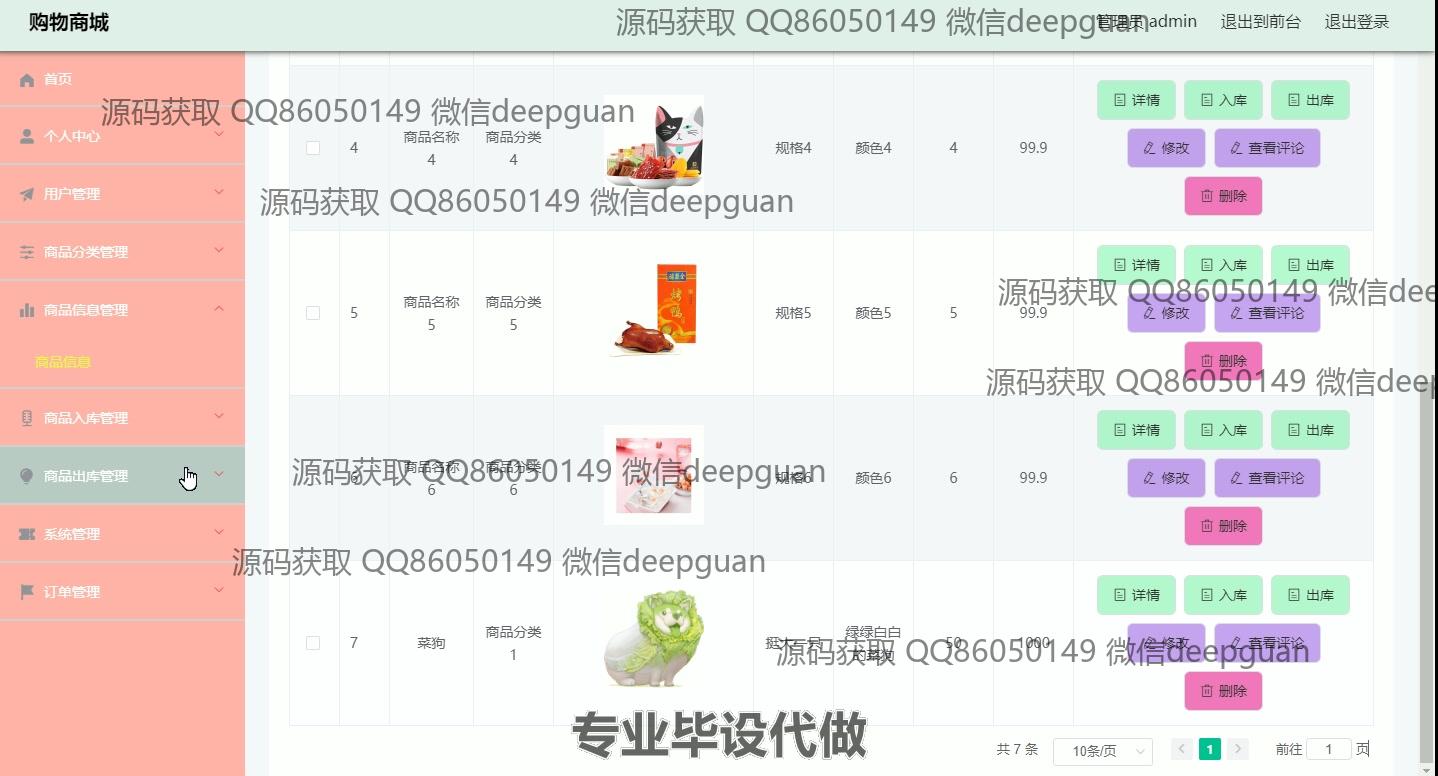 购物商城
源码获取 QQ86050149 微信deepguan
管理员 admin
退出到前台
退出登录
首页
个人中心
用户管理
商品分类管理
商品信息管理
商品信息
商品入库管理
商品出库管理
系统管理
订单管理
源码获取 QQ86050149 微信deepguan
源码获取 QQ86050149 微信deepguan
4
商品名称
4
商品分类
4
规格4
颜色4
4
99.9
详情
入库
出库
修改
查看评论
删除
5
商品名称
5
商品分类
5
烤鸭
规格5
颜色5
5
99.9
详情
入库
出库
修改
查看评论
删除
源码获取 QQ86050149 微信dee
源码获取 QQ86050149 微信deep
6
商品名称
6
商品分类
6
规格6
颜色6
6
99.9
详情
入库
出库
修改
查看评论
删除
源码获取 QQ86050149 微信deepguan
源码获取 QQ86050149 微信deepguan
7
菜狗
商品分类
1
绿绿白白
50
1000
详情
入库
出库
修改
查看评论
删除
源码获取 QQ86050149 微信deepguan
专业毕设代做
共 7 条
10条/页
1
前往
1
页